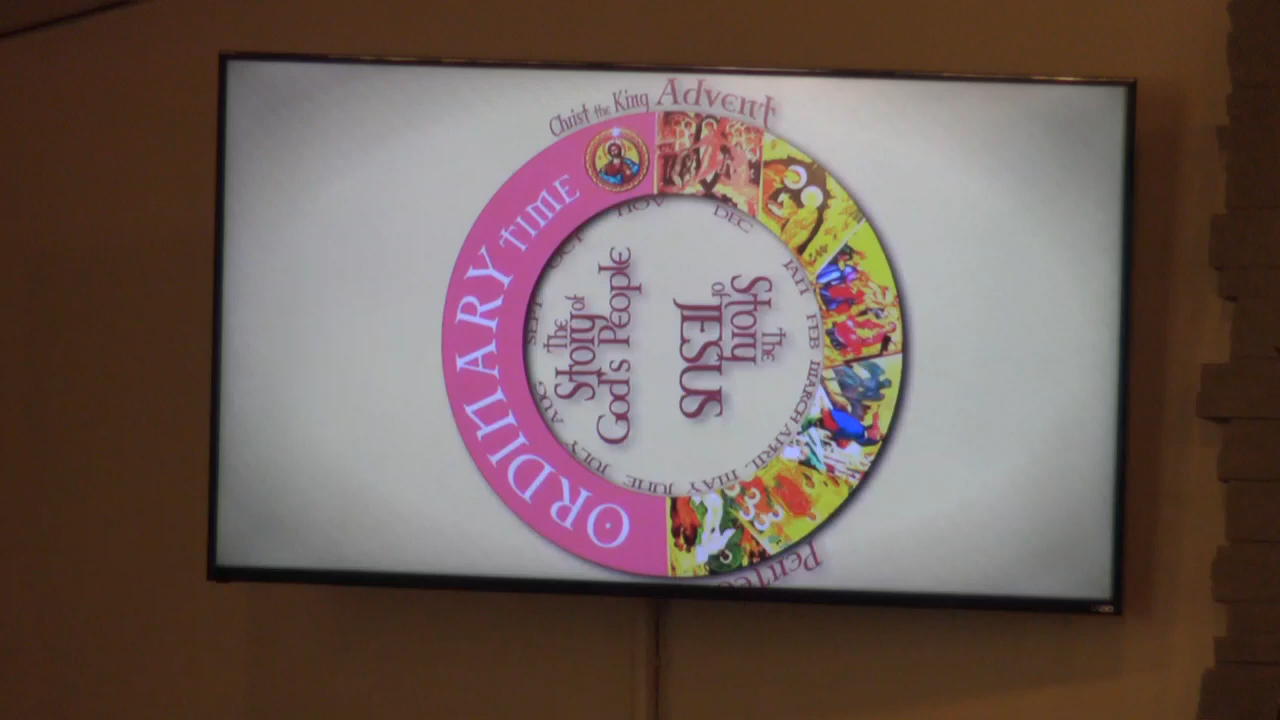 Christ the King
Advent
ORDINARY TIME
NOV
DEC
JAN
FEB
MARCH
APRIL
MAY
JUNE
JULY
AUG
SEPT
OCT
The
Story of
God's People
the
Story
of
JESUS